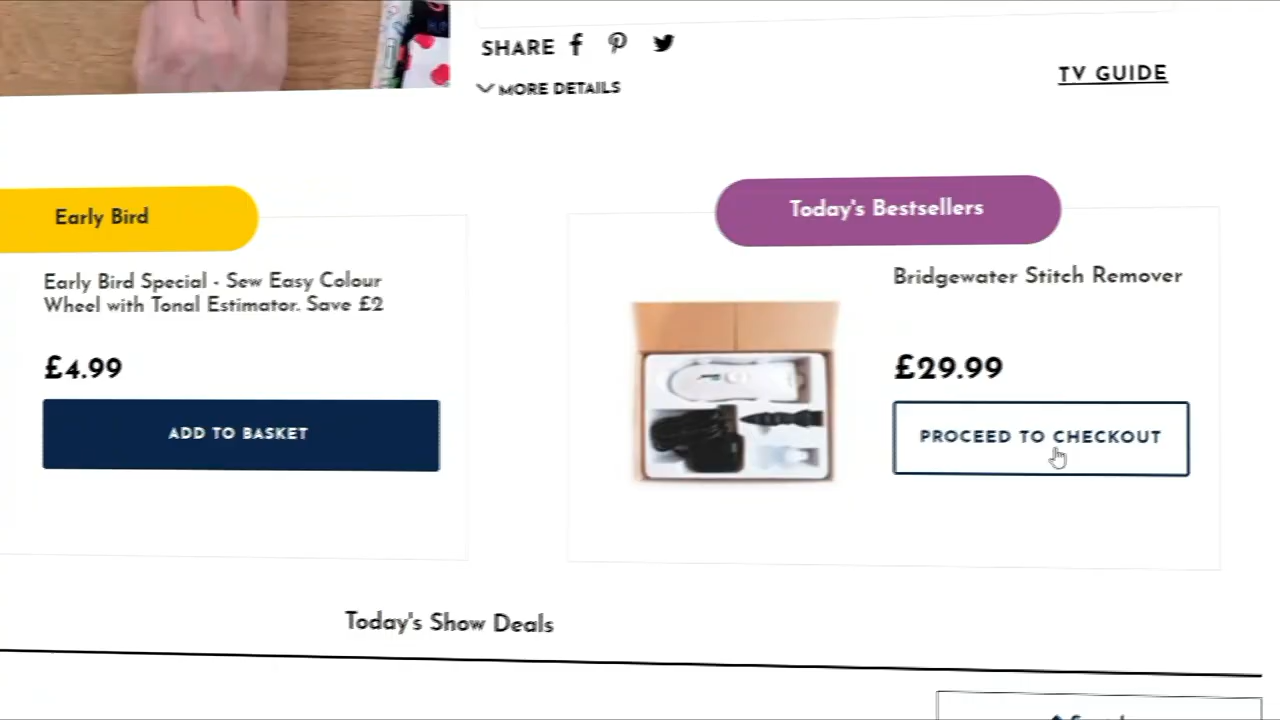 SHARE
MORE DETAILS
TV GUIDE
Early Bird
Early Bird Special - Sew Easy Colour
Wheel with Tonal Estimator. Save £2
£4.99
ADD TO BASKET
Today's Bestsellers
Bridgewater Stitch Remover
£29.99
PROCEED TO CHECKOUT
Today's Show Deals